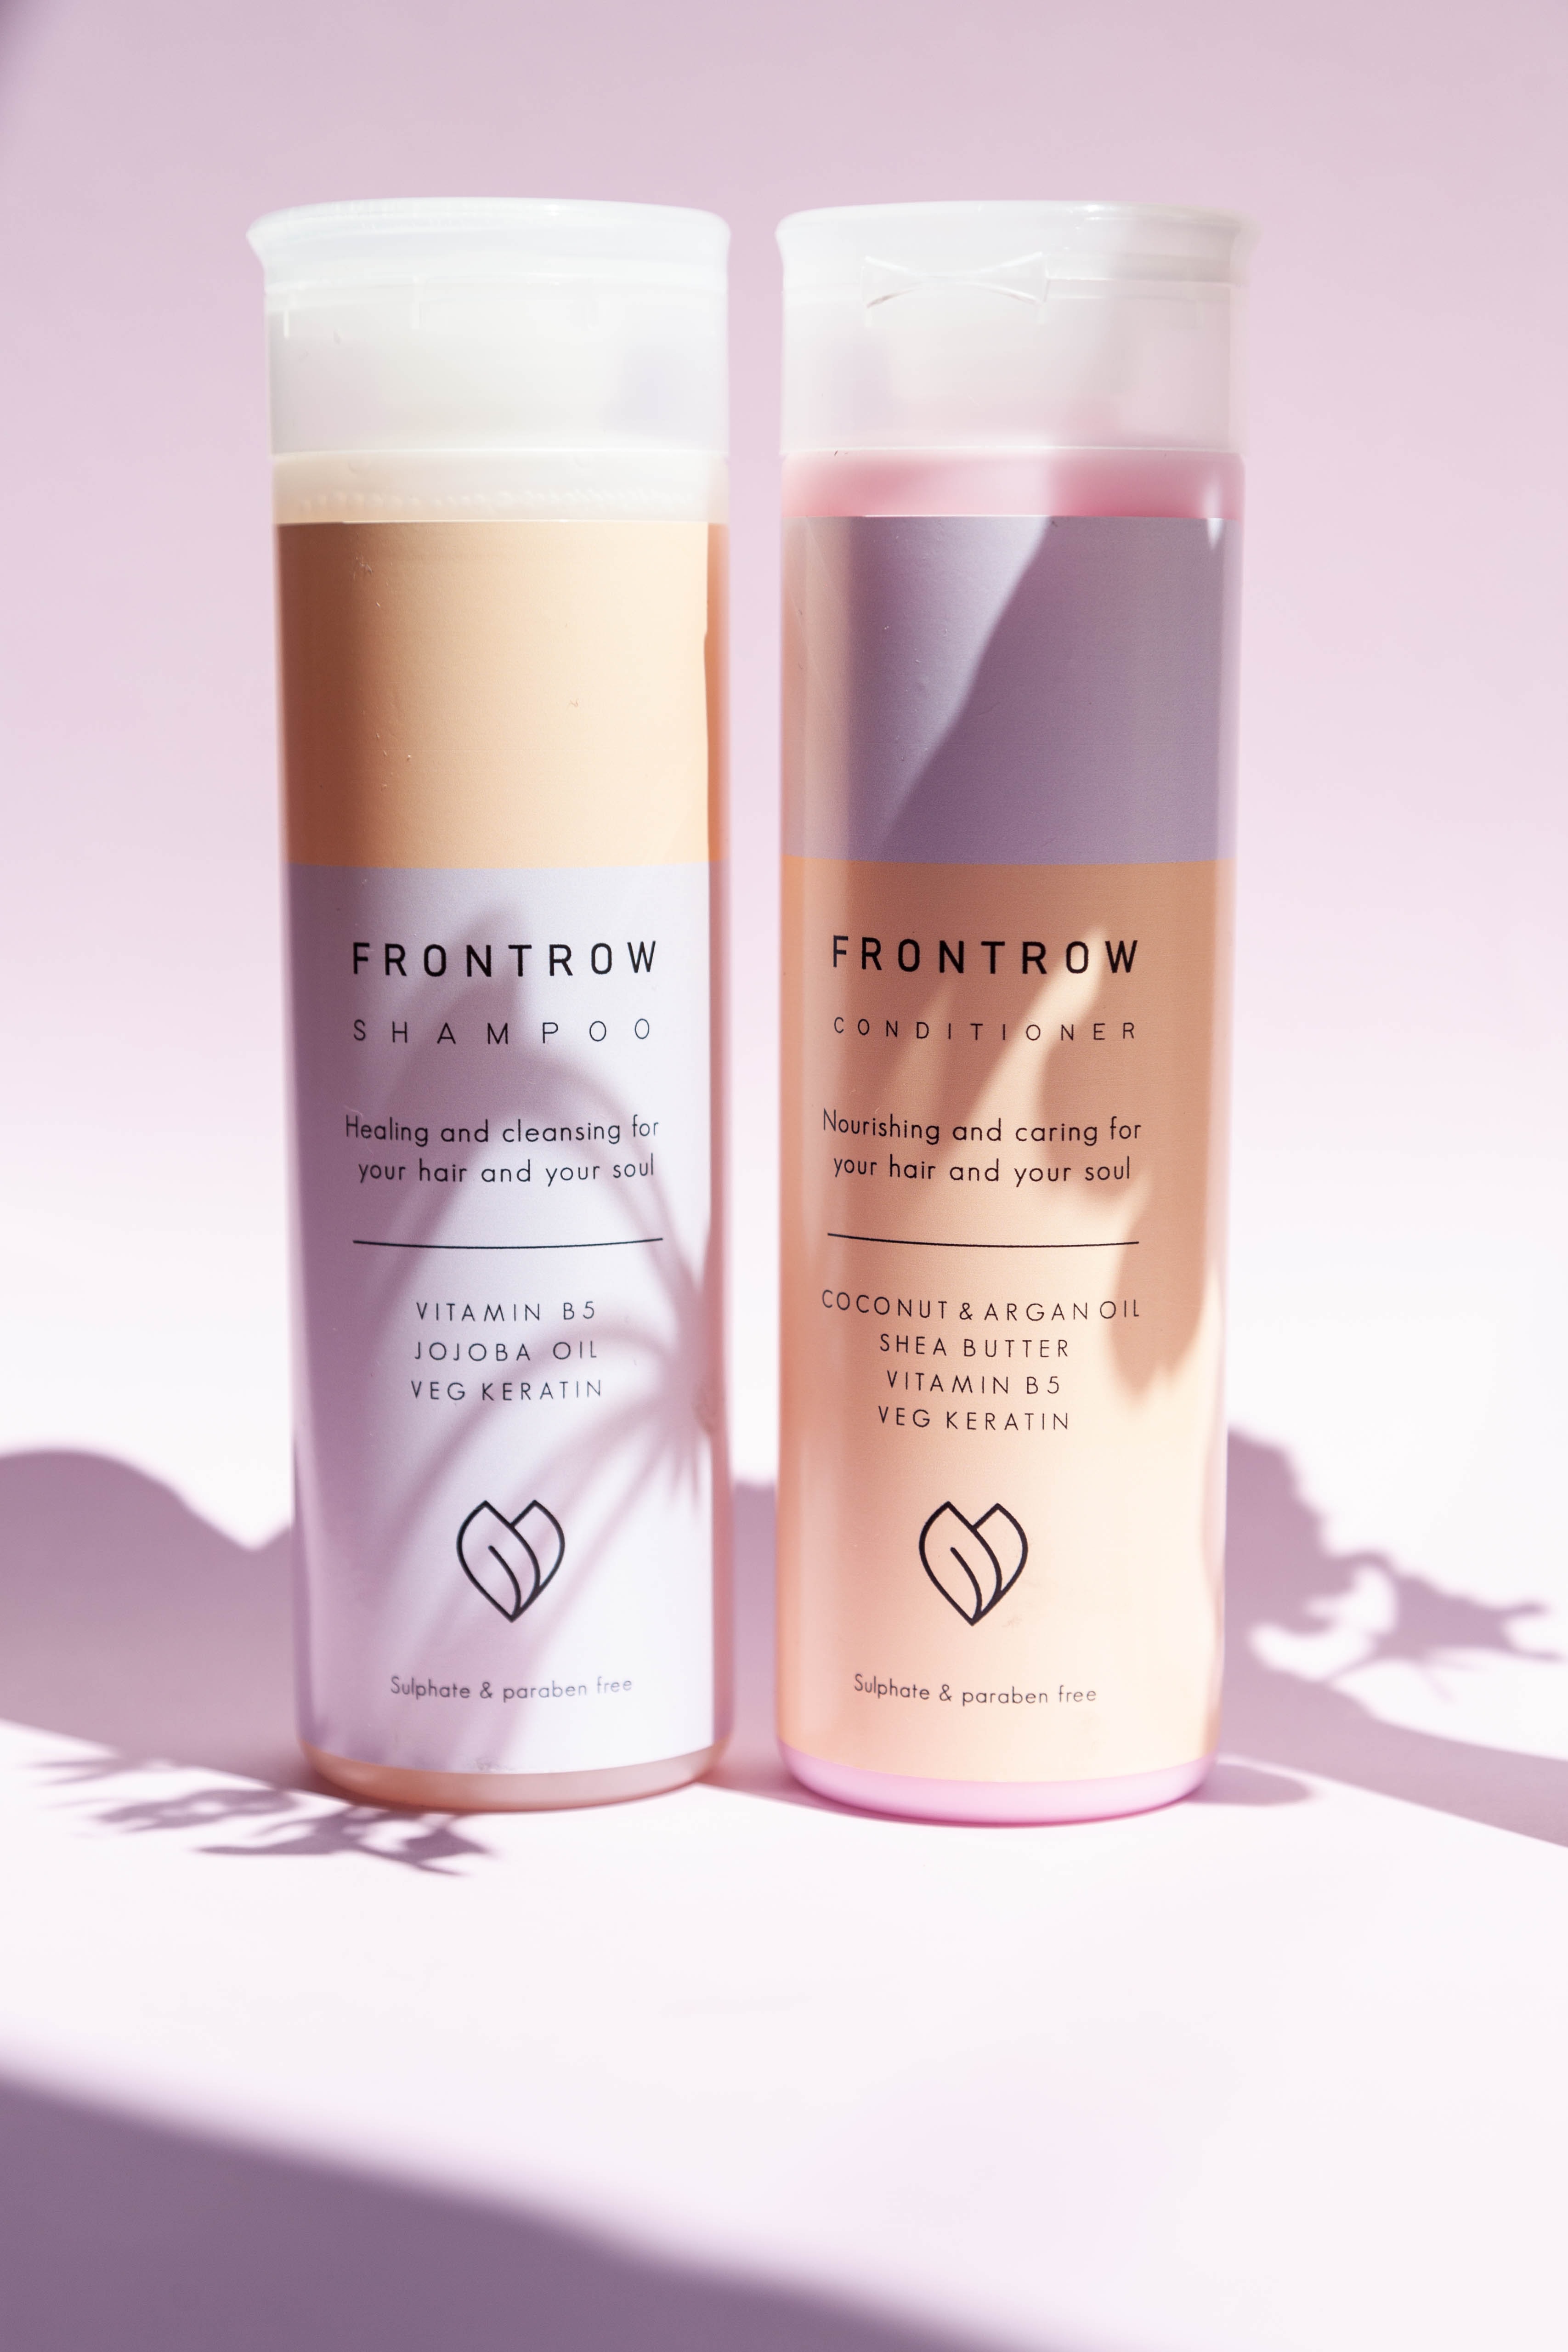 FRONTROW
SHAMPOO
Healing and cleansing for
your hair and your soul
VITAMIN B5
JOJOBA OIL
VEG KERATIN
Sulphate & paraben free
FRONTROW
CONDITIONER
Nourishing and caring for
your hair and your soul
COCONUT & ARGAN OIL
SHEA BUTTER
VITAMIN B5
VEG KERATIN
Sulphate & paraben free